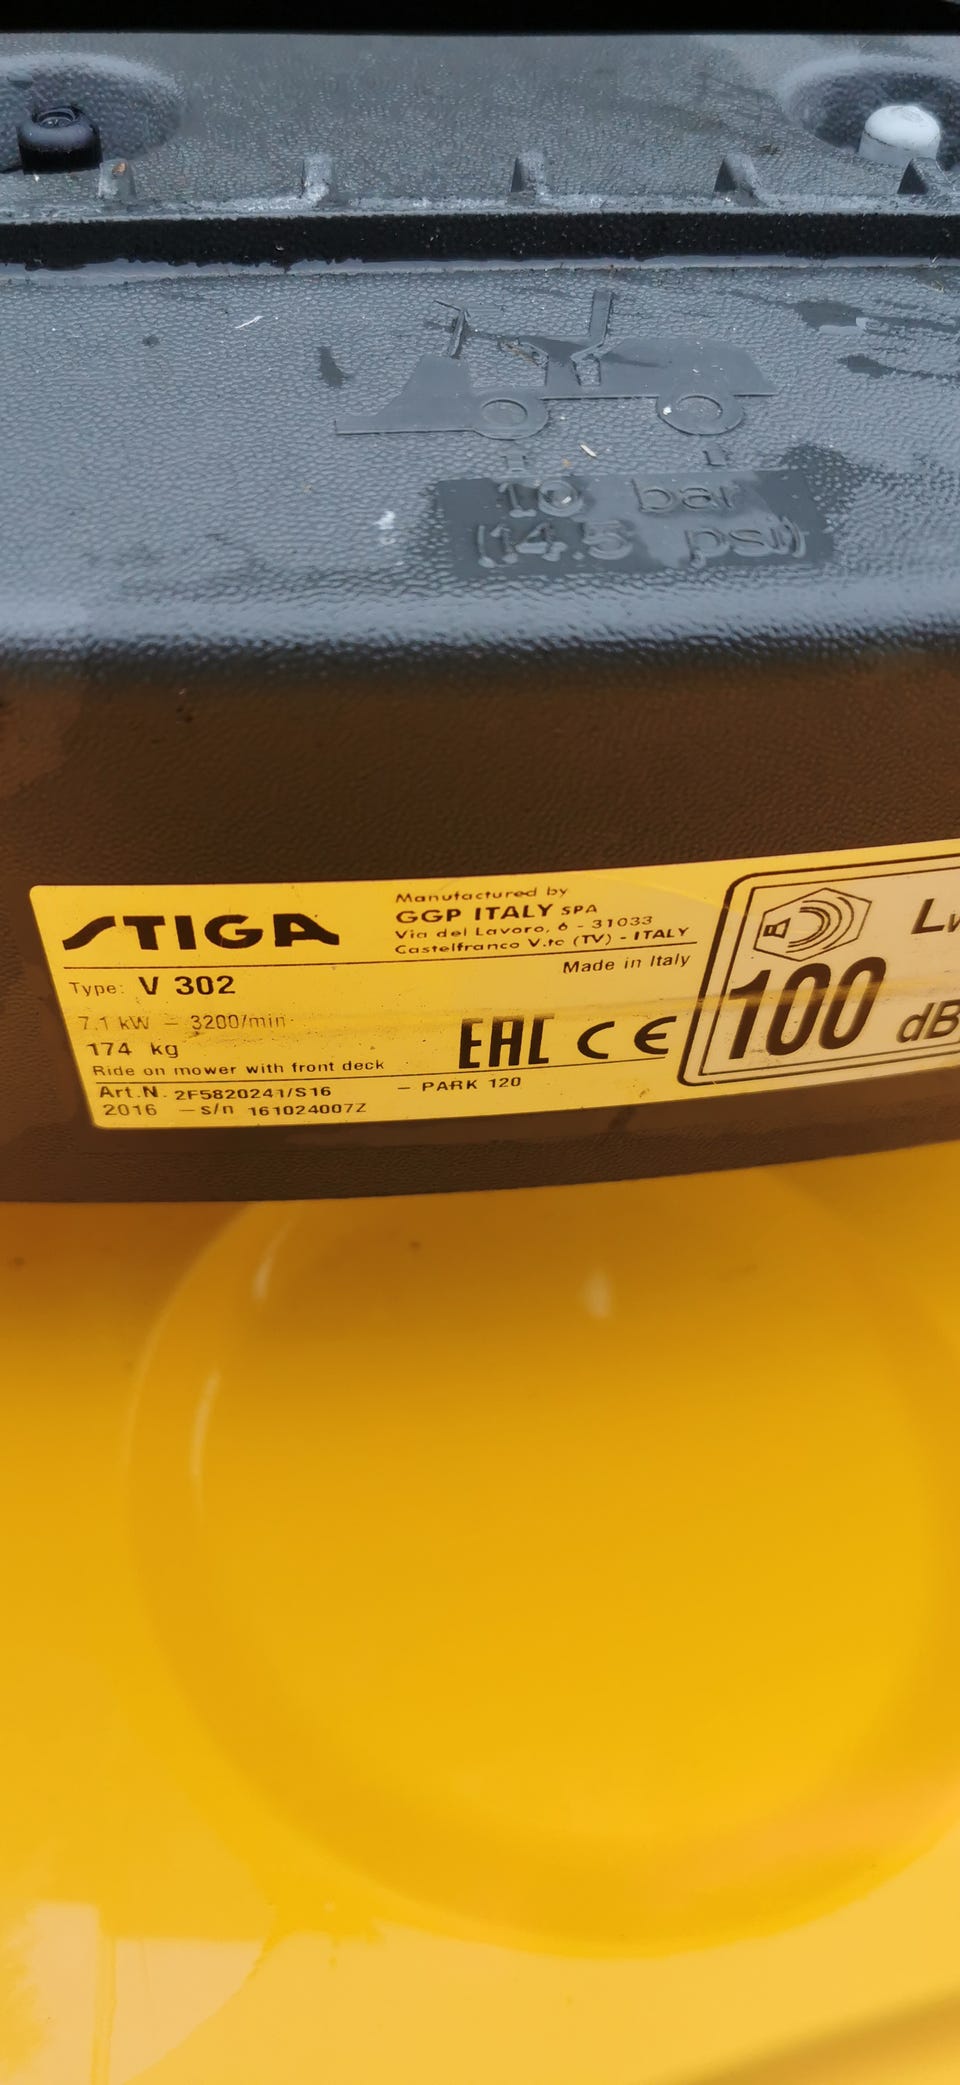 10 bar
(14.5 psi)
STIGA
Manufactured by
GGP ITALY SPA
Via del Lavoro, 6 - 31033
Castelfranco V.to (TV) - ITALY
Made in Italy
Type: V 302
7.1 kW - 3200/min
174 kg
Ride on mower with front deck
EAC CE
Art.N. 2F5820241/S16 - PARK 120
2016 - s/n 161024007Z
100 dB